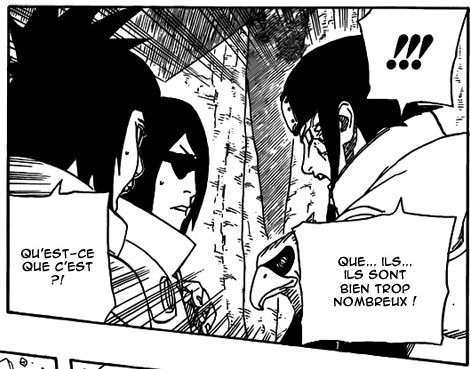 !!!
QU'EST-CE
QUE C'EST
?!
QUE... ILS...
ILS SONT
BIEN TROP
NOMBREUX !